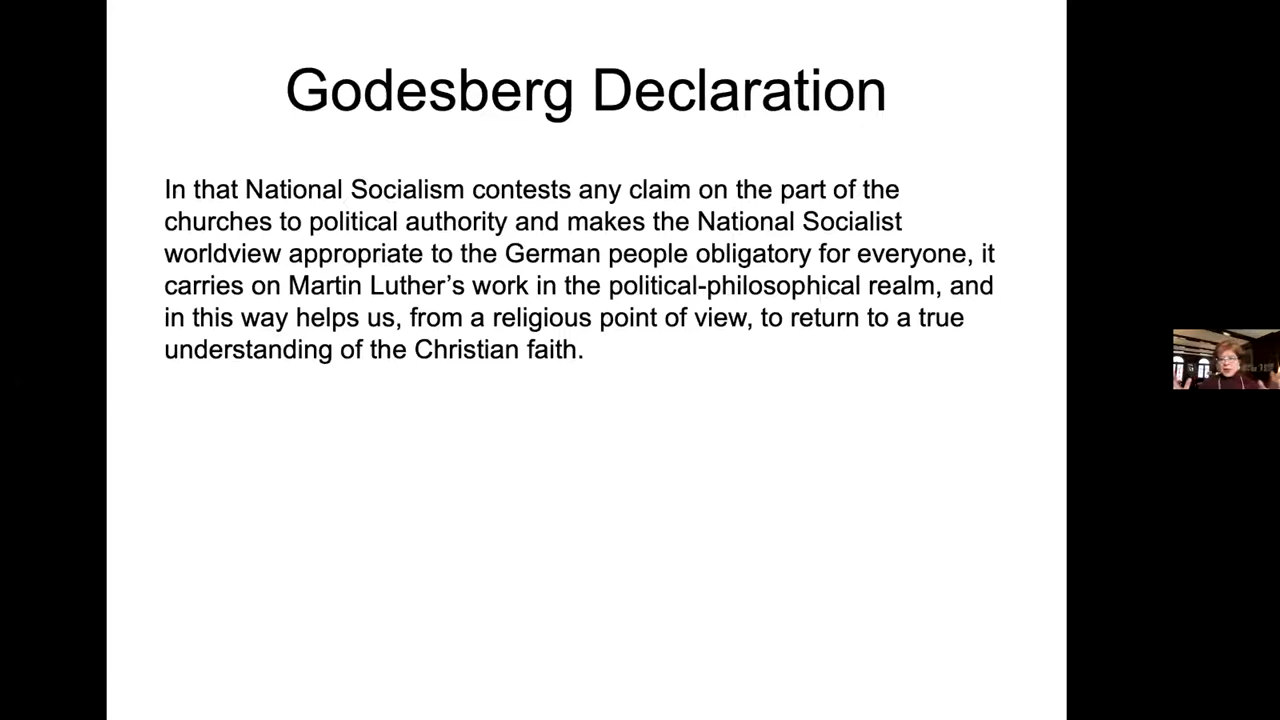 Godesberg Declaration
In that National Socialism contests any claim on the part of the
churches to political authority and makes the National Socialist
worldview appropriate to the German people obligatory for everyone, it
carries on Martin Luther’s work in the political-philosophical realm, and
in this way helps us, from a religious point of view, to return to a true
understanding of the Christian faith.